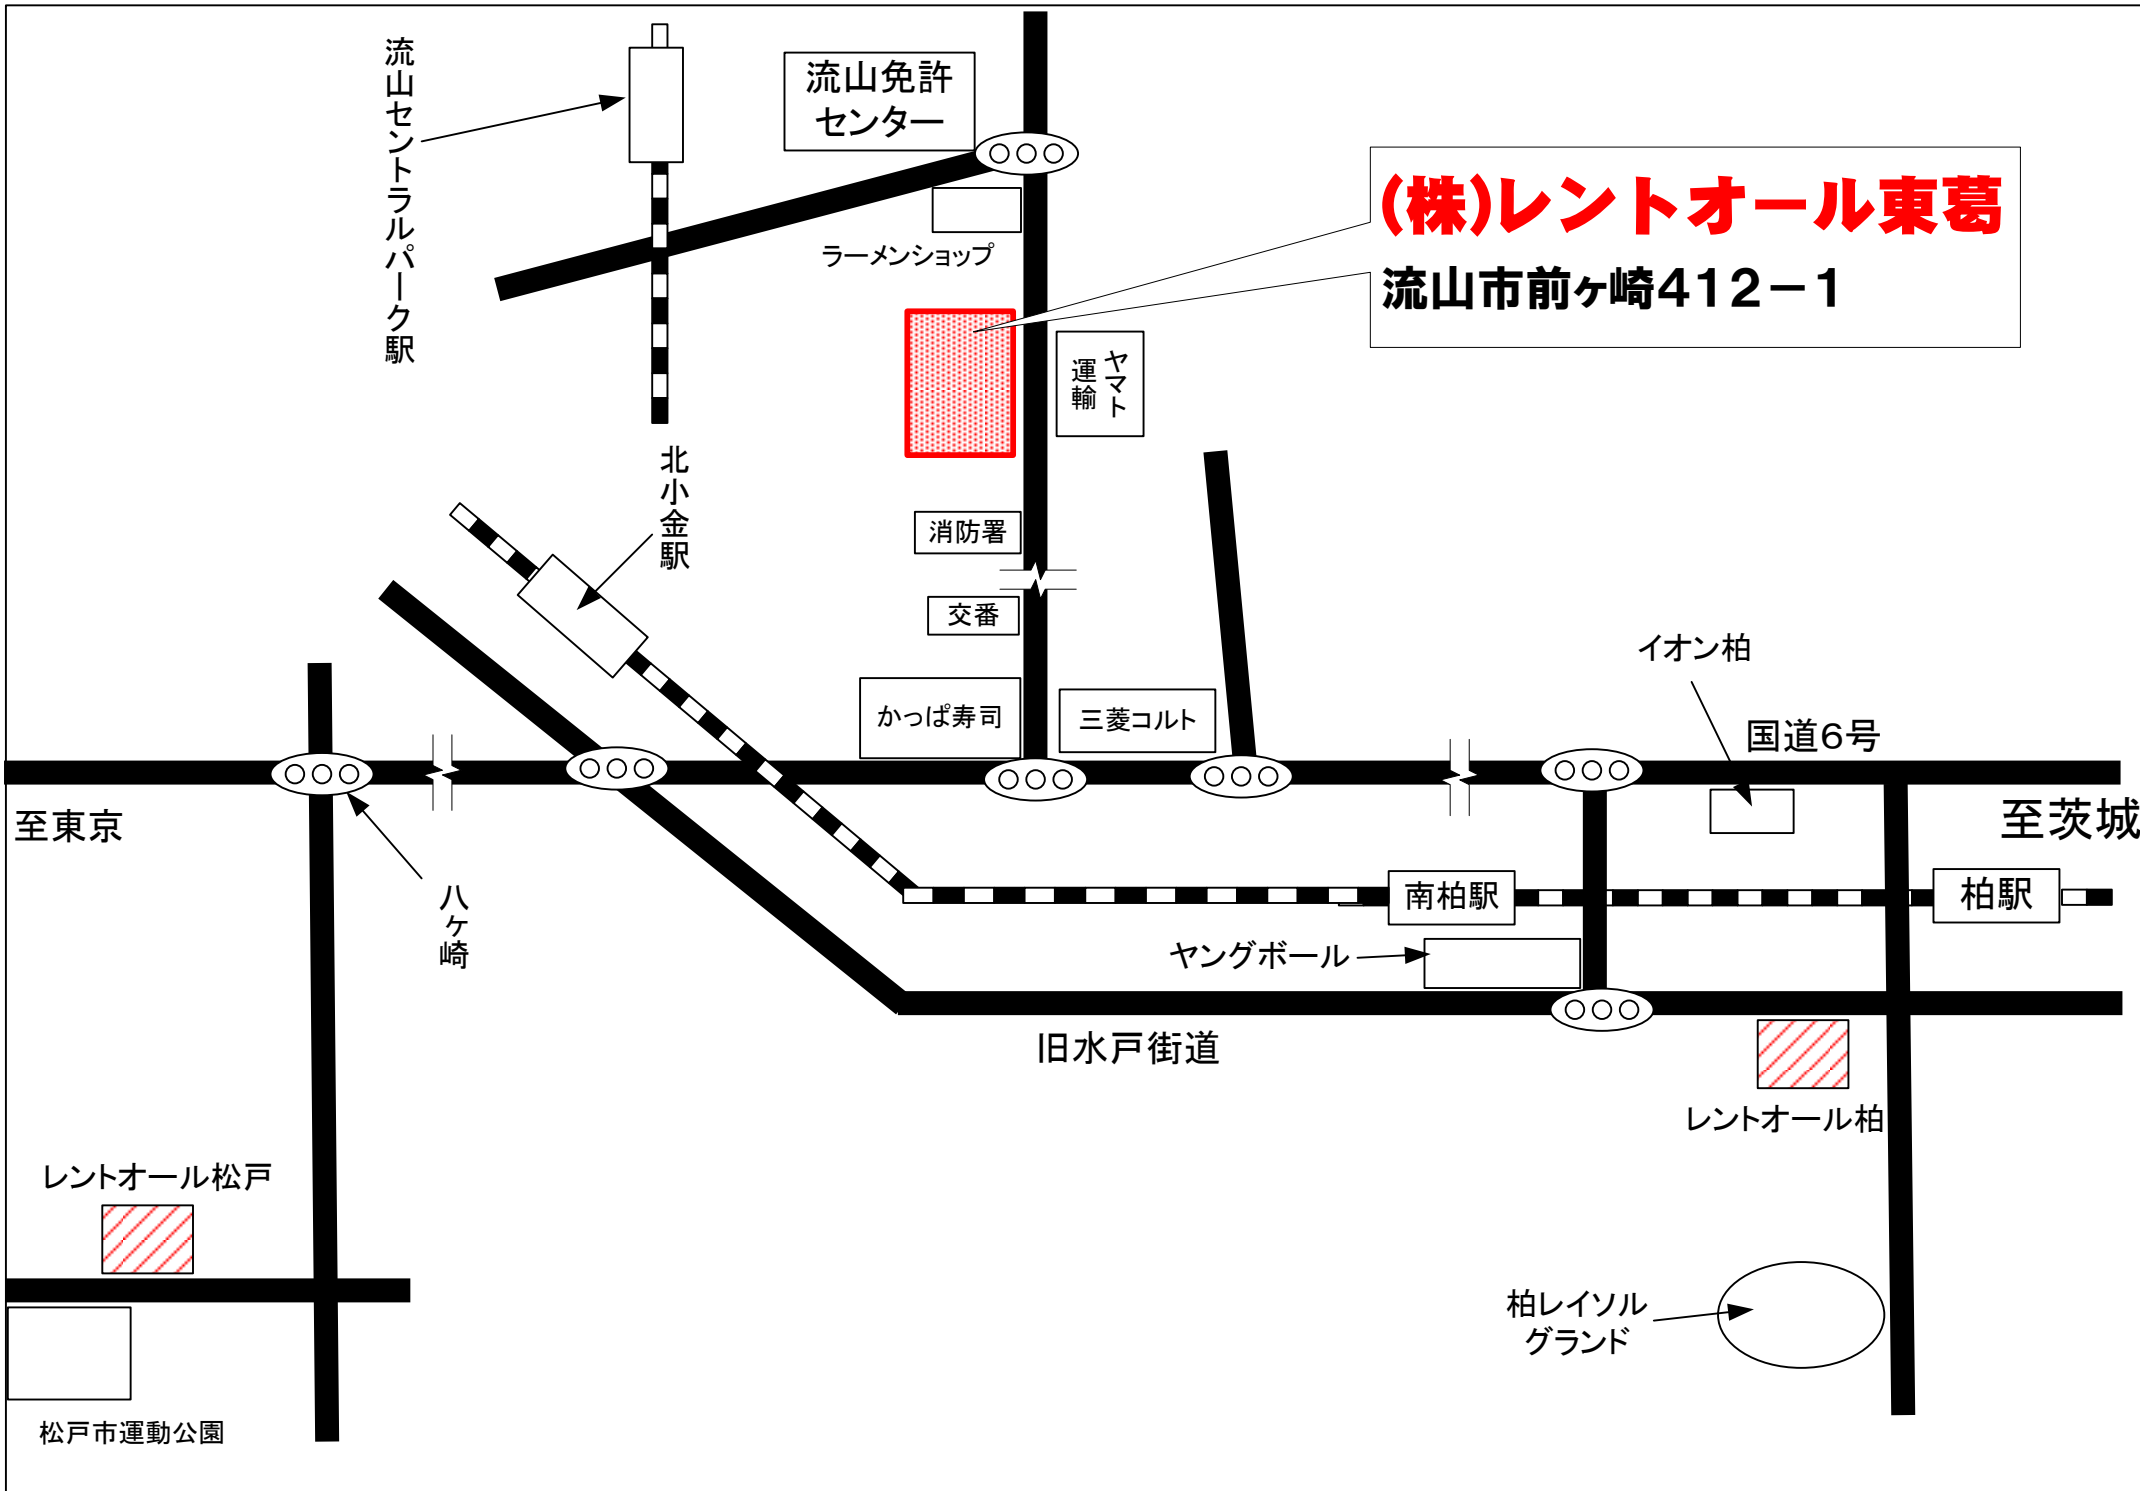 流山セントラルパーク駅
流山免許
センター
(株)レントオール東葛
流山市前ヶ崎412－1
ラーメンショップ
ヤマト
運輸
北小金駅
消防署
交番
かっぱ寿司
三菱コルト
イオン柏
国道6号
至東京
至茨城
八ヶ崎
南柏駅
柏駅
ヤングボール
旧水戸街道
レントオール柏
レントオール松戸
柏レイソル
グランド
松戸市運動公園